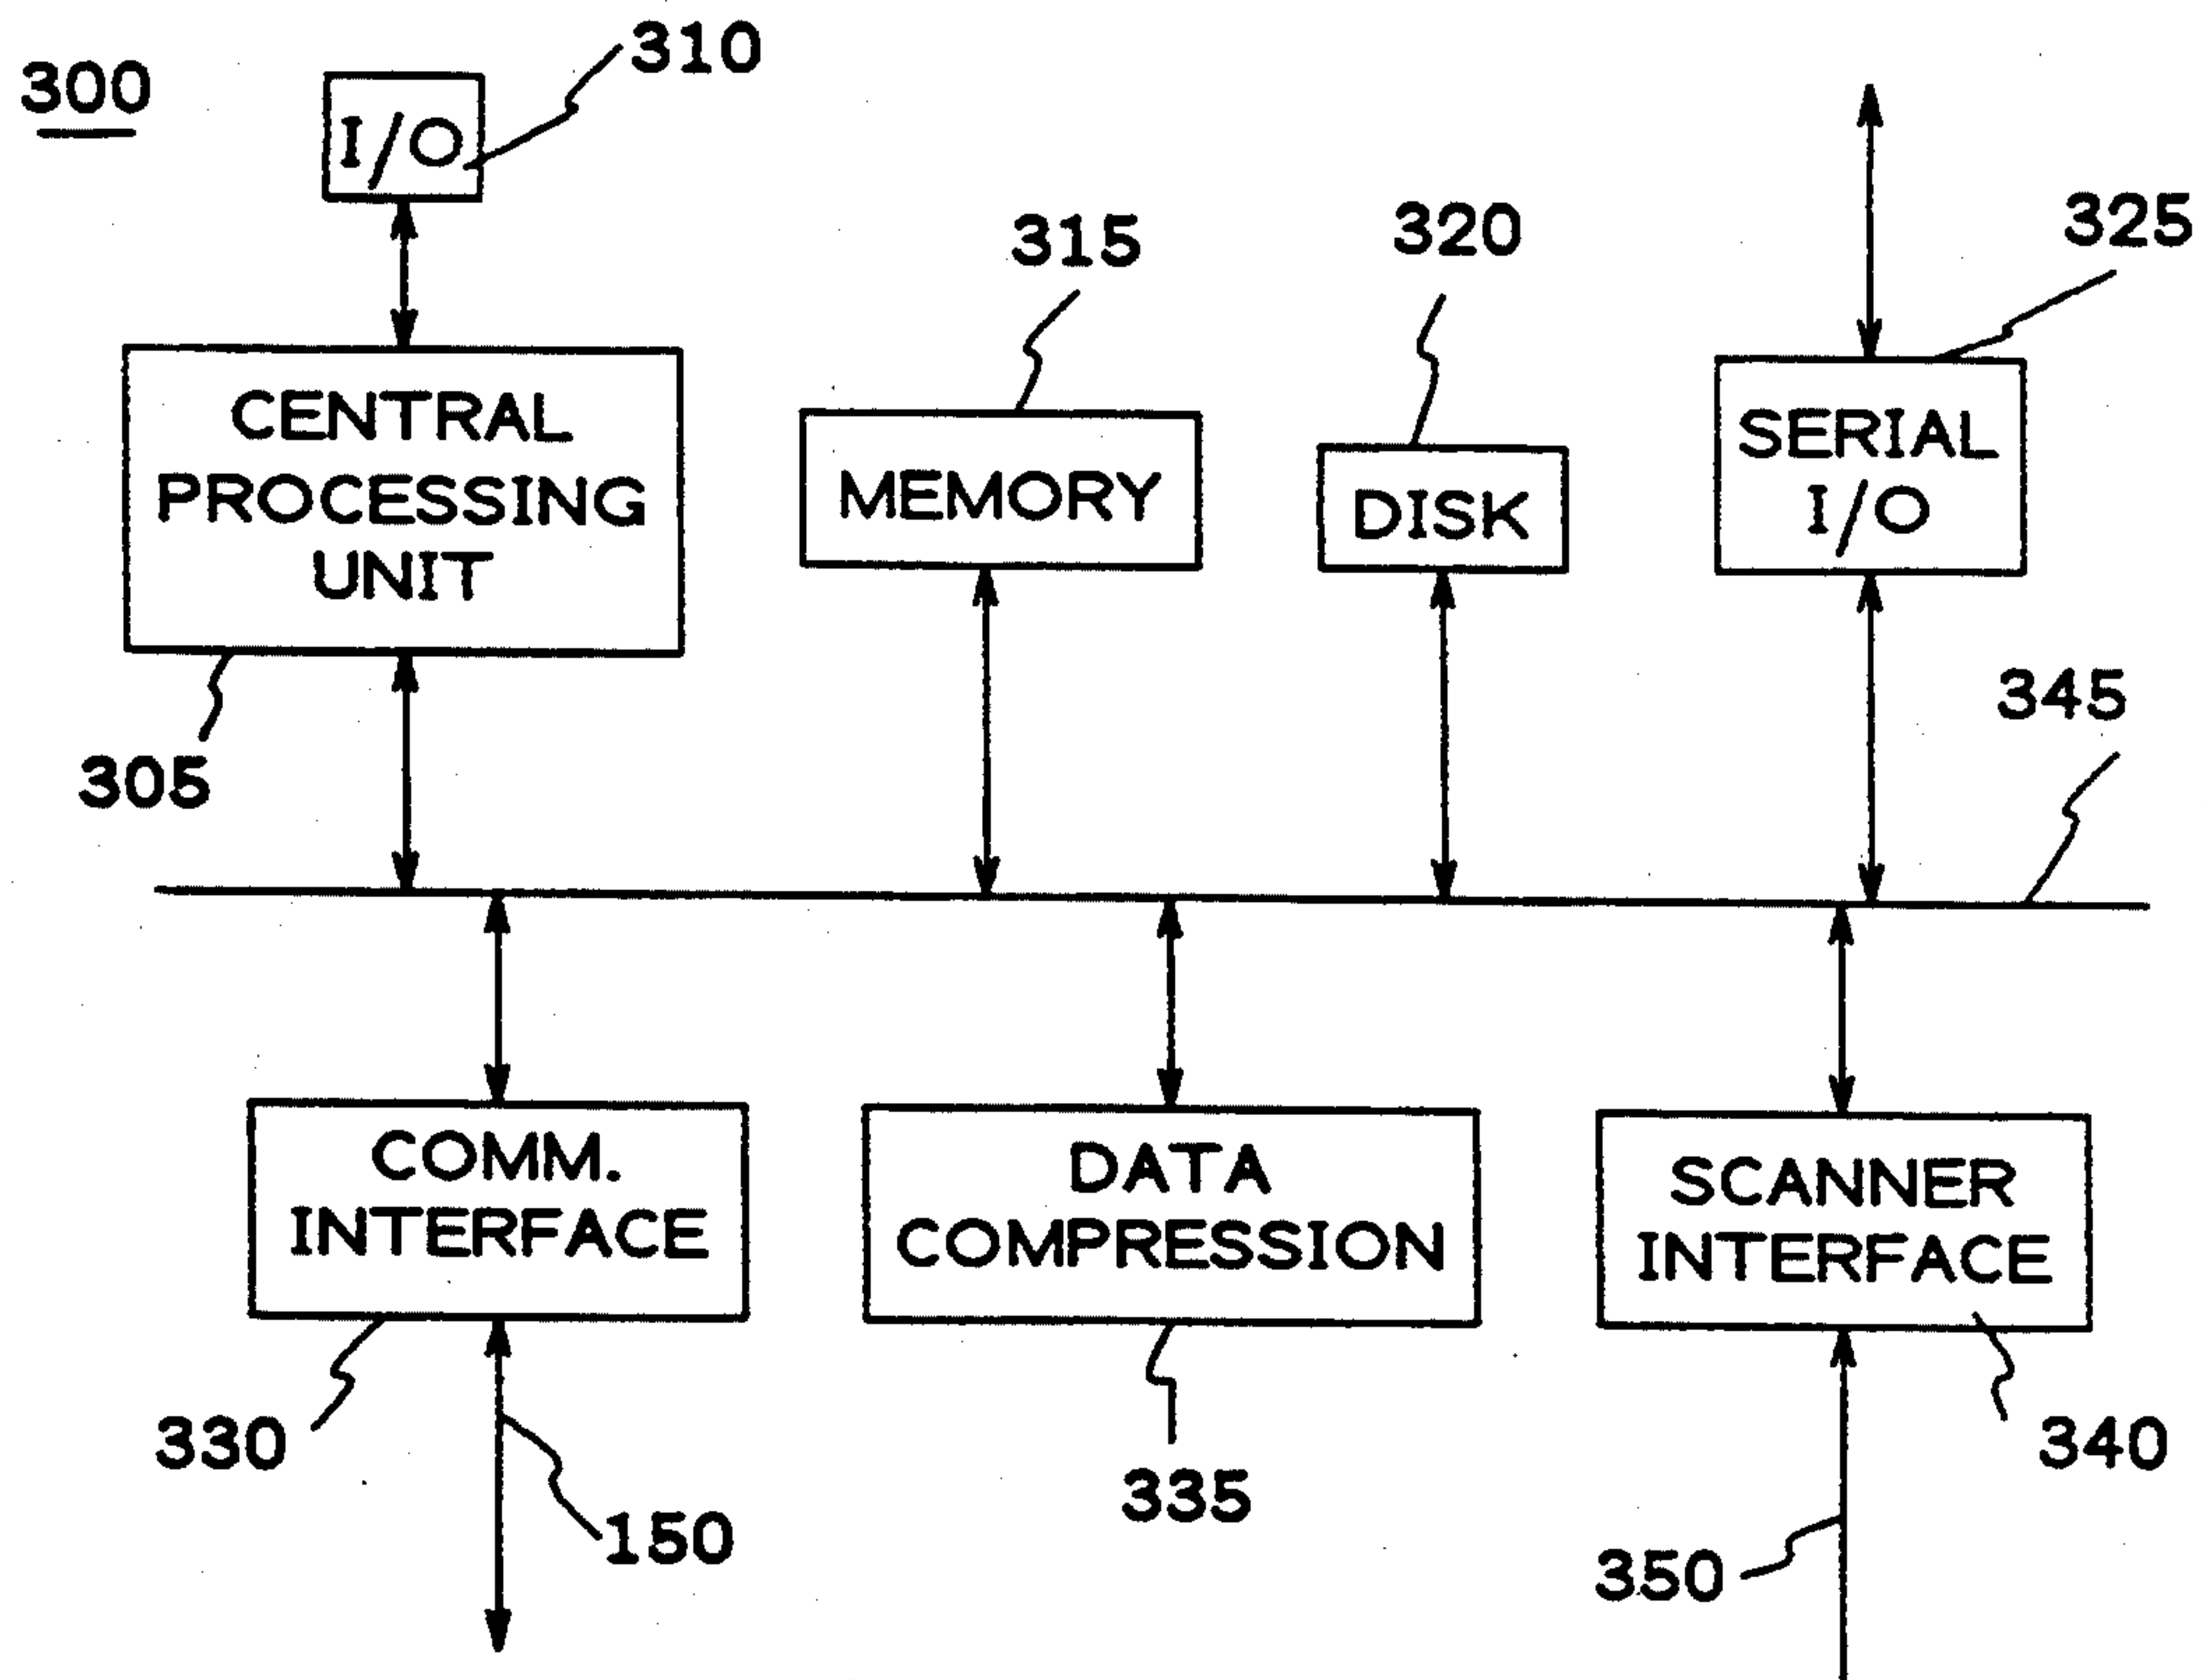 300
310
I/O
315
320
325
CENTRAL
PROCESSING
UNIT
MEMORY
DISK
SERIAL
I/O
305
345
COMM.
INTERFACE
DATA
COMPRESSION
SCANNER
INTERFACE
330
150
335
340
350